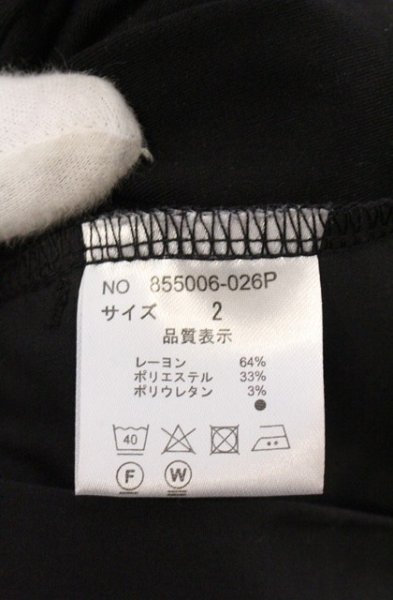 NO 855006-026P
サイズ 2
品質表示
レーヨン 64%
ポリエステル 33%
ポリウレタン 3%
40
F W